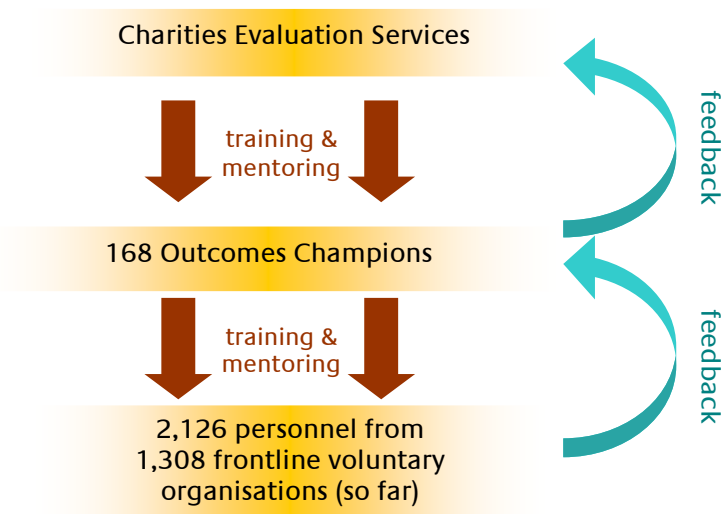 Charities Evaluation Services
training &
mentoring
feedback
168 Outcomes Champions
training &
mentoring
feedback
2,126 personnel from
1,308 frontline voluntary
organisations (so far)